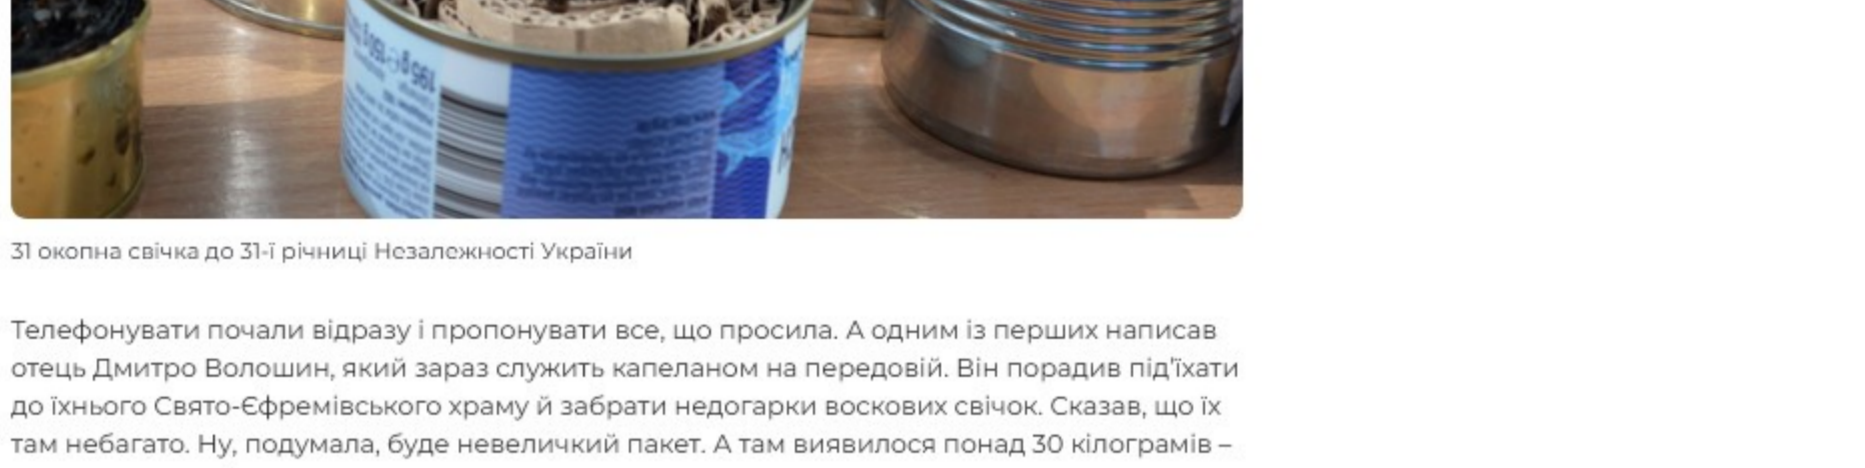 195 g ℮ 150 g
31 окопна свічка до 31-ї річниці Незалежності України
Телефонувати почали відразу і пропонувати все, що просила. А одним із перших написав
отець Дмитро Волошин, який зараз служить капеланом на передовій. Він порадив під'їхати
до їхнього Свято-Єфремівського храму й забрати недогарки воскових свічок. Сказав, що їх
там небагато. Ну, подумала, буде невеличкий пакет. А там виявилося понад 30 кілограмів –